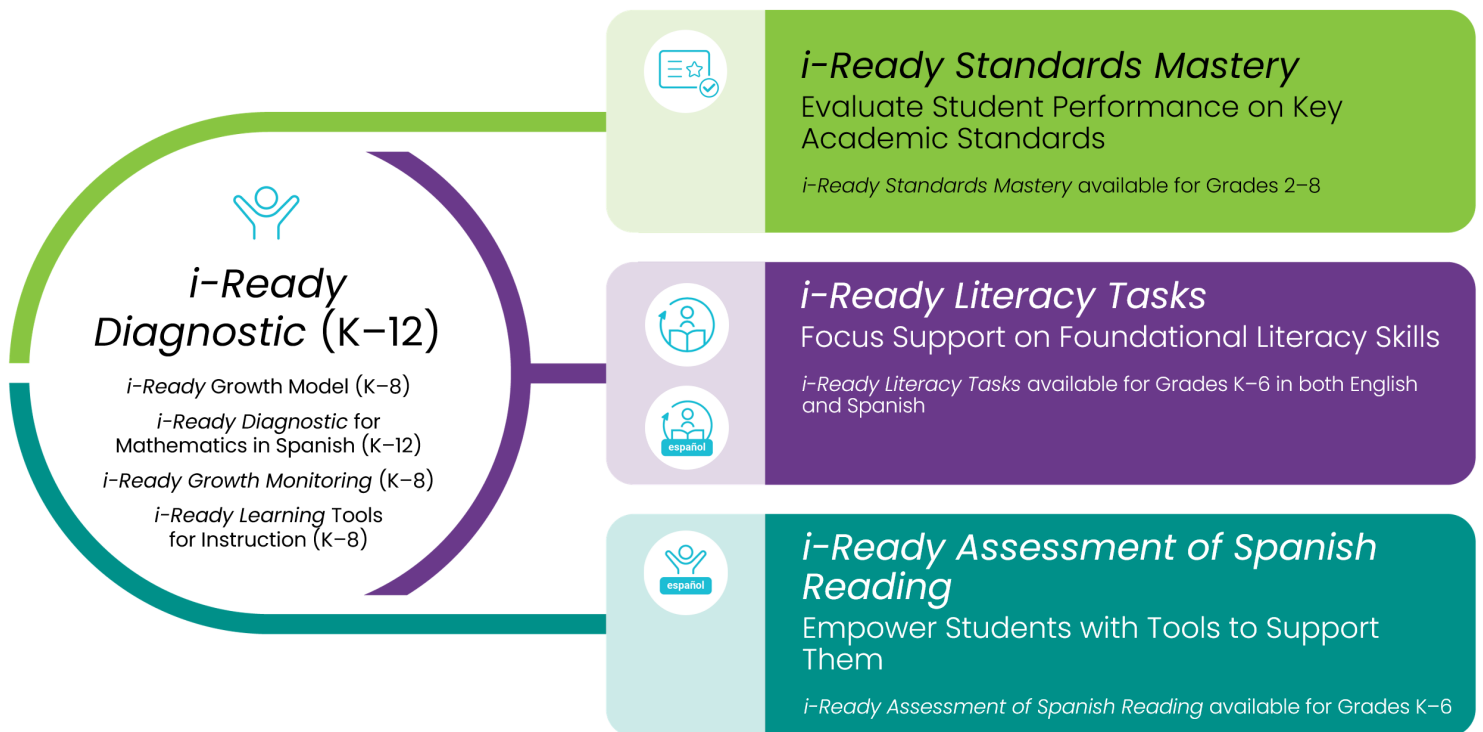 i-Ready
Diagnostic (K–12)
i-Ready Growth Model (K–8)
i-Ready Diagnostic for
Mathematics in Spanish (K–12)
i-Ready Growth Monitoring (K–8)
i-Ready Learning Tools
for Instruction (K–8)
i-Ready Standards Mastery
Evaluate Student Performance on Key
Academic Standards
i-Ready Standards Mastery available for Grades 2–8
español
i-Ready Literacy Tasks
Focus Support on Foundational Literacy Skills
i-Ready Literacy Tasks available for Grades K–6 in both English
and Spanish
español
i-Ready Assessment of Spanish
Reading
Empower Students with Tools to Support
Them
i-Ready Assessment of Spanish Reading available for Grades K–6